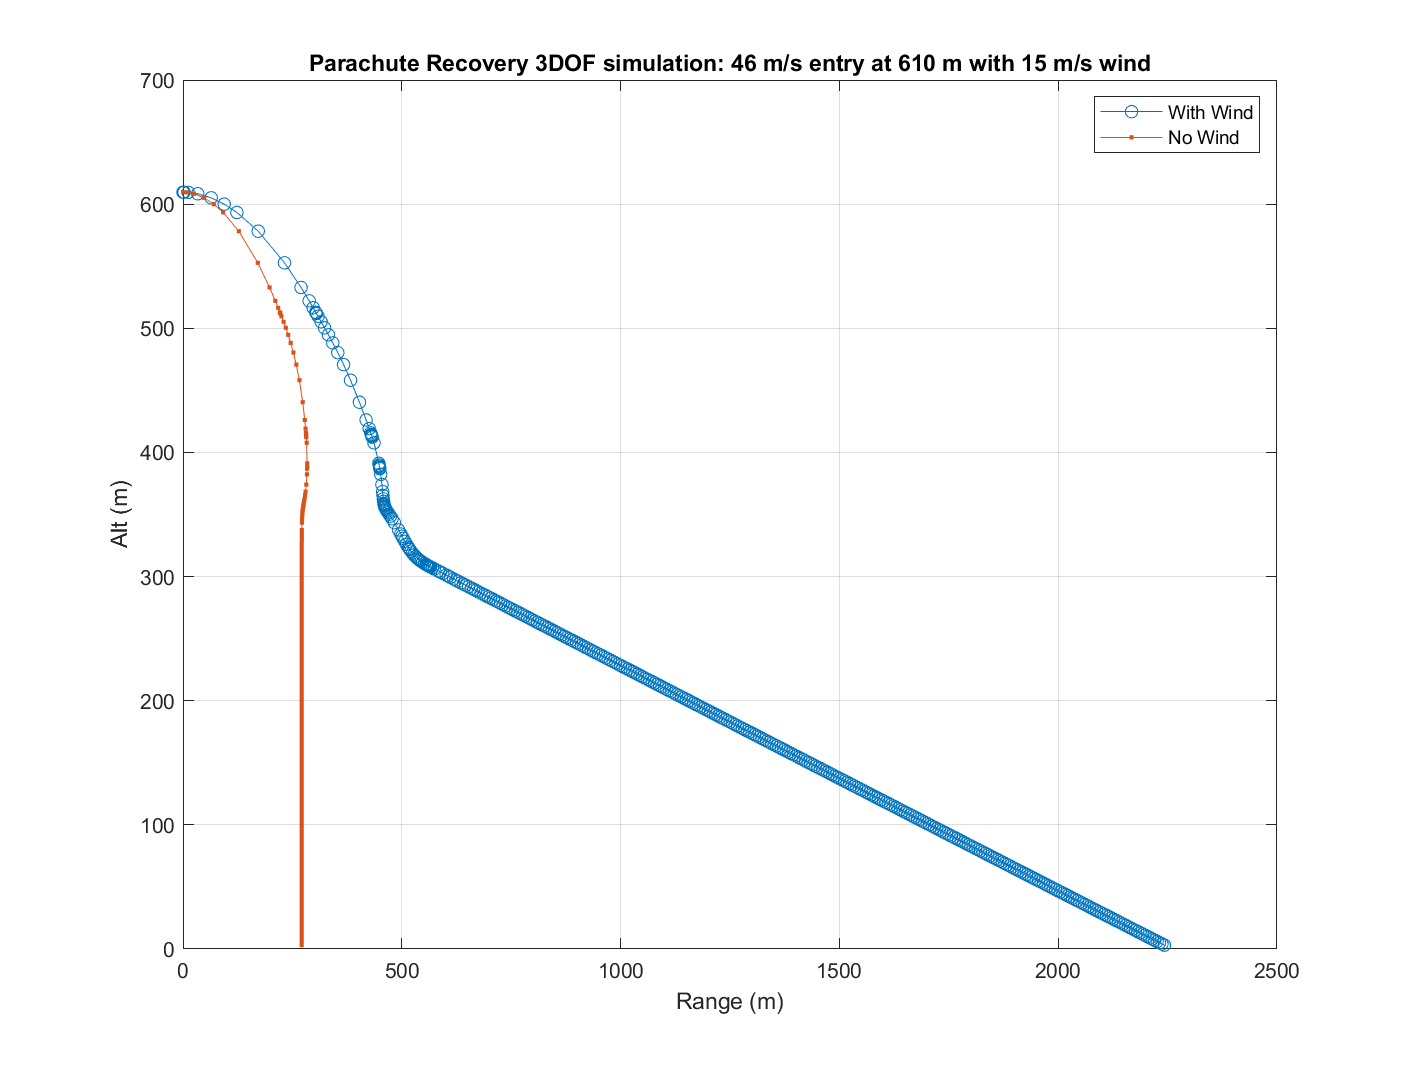 Parachute Recovery 3DOF simulation: 46 m/s entry at 610 m with 15 m/s wind
With Wind
No Wind
700
600
500
400
300
200
100
0
Alt (m)
0 500 1000 1500 2000 2500
Range (m)